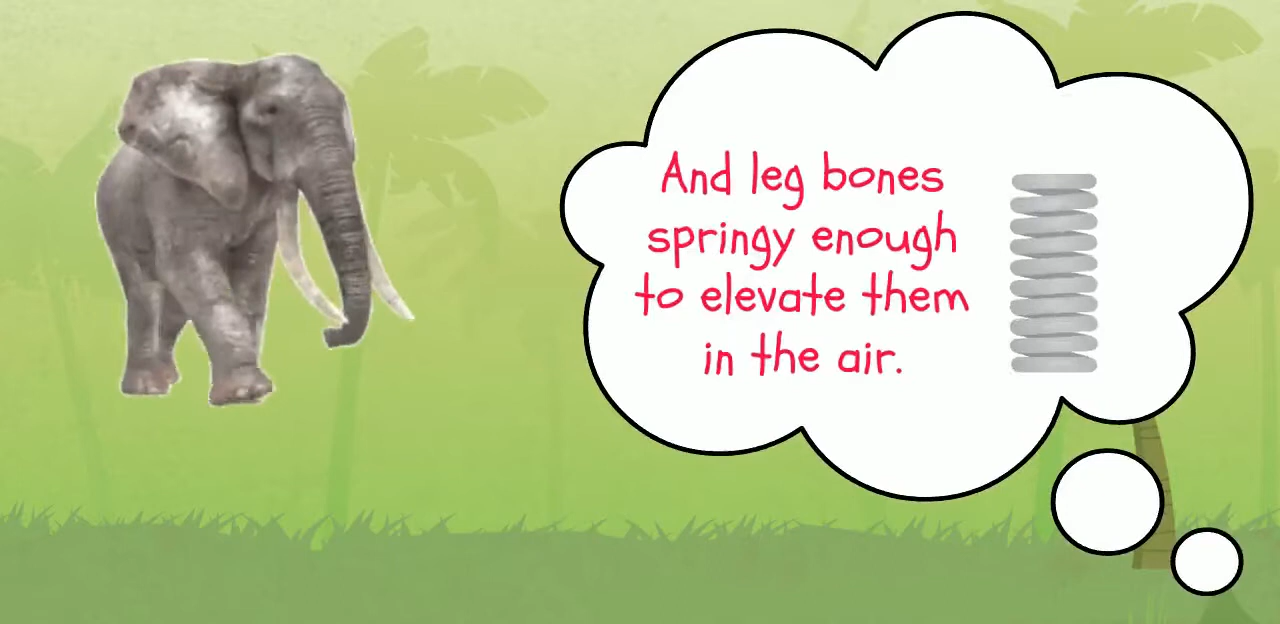 And leg bones
springy enough
to elevate them
in the air.